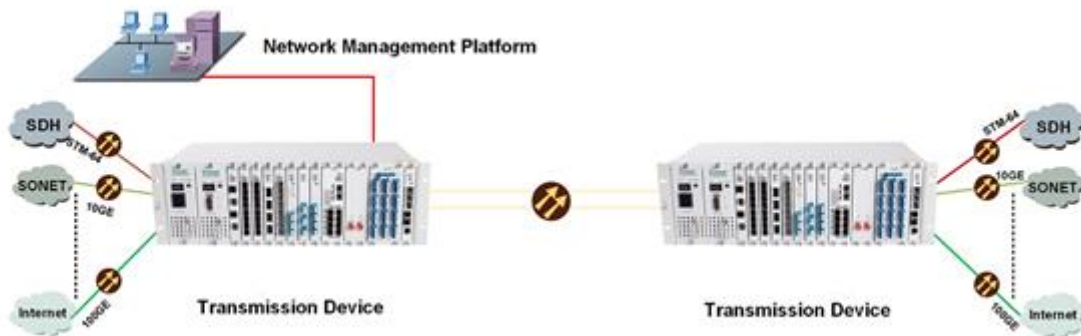 Network Management Platform
SDH
STM-64
SONET
10GE
Internet
100GE
Transmission Device
STM-64
SDH
10GE
SONET
100GE
Internet
Transmission Device